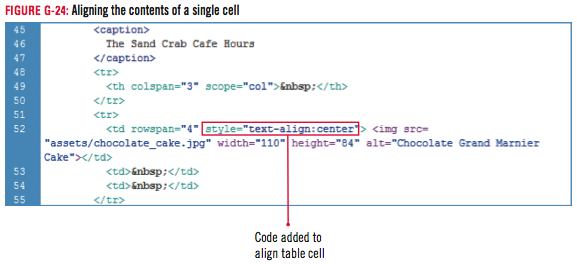 FIGURE G-24: Aligning the contents of a single cell
45 <caption>
46 The Sand Crab Cafe Hours
47 </caption>
48 <tr>
49 <th colspan="3" scope="col">&nbsp;</th>
50 </tr>
51 <tr>
52 <td rowspan="4" style="text-align:center"> <img src=
"assets/chocolate_cake.jpg" width="110" height="84" alt="Chocolate Grand Marnier
Cake"></td>
53 <td>&nbsp;</td>
54 <td>&nbsp;</td>
55 </tr>
Code added to
align table cell